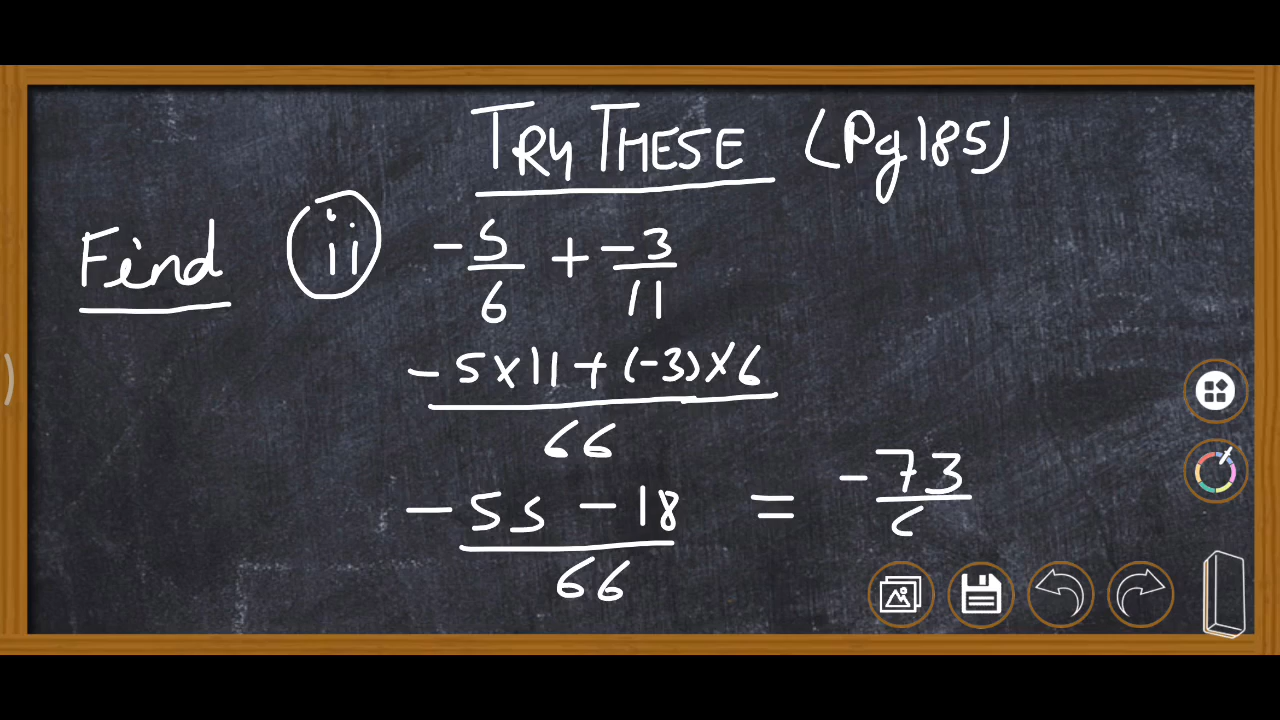 TRY THESE (Pg 185)
Find (ii) -5/6 + -3/11
-5×11+(-3)×6
66
-55-18 = -73
66